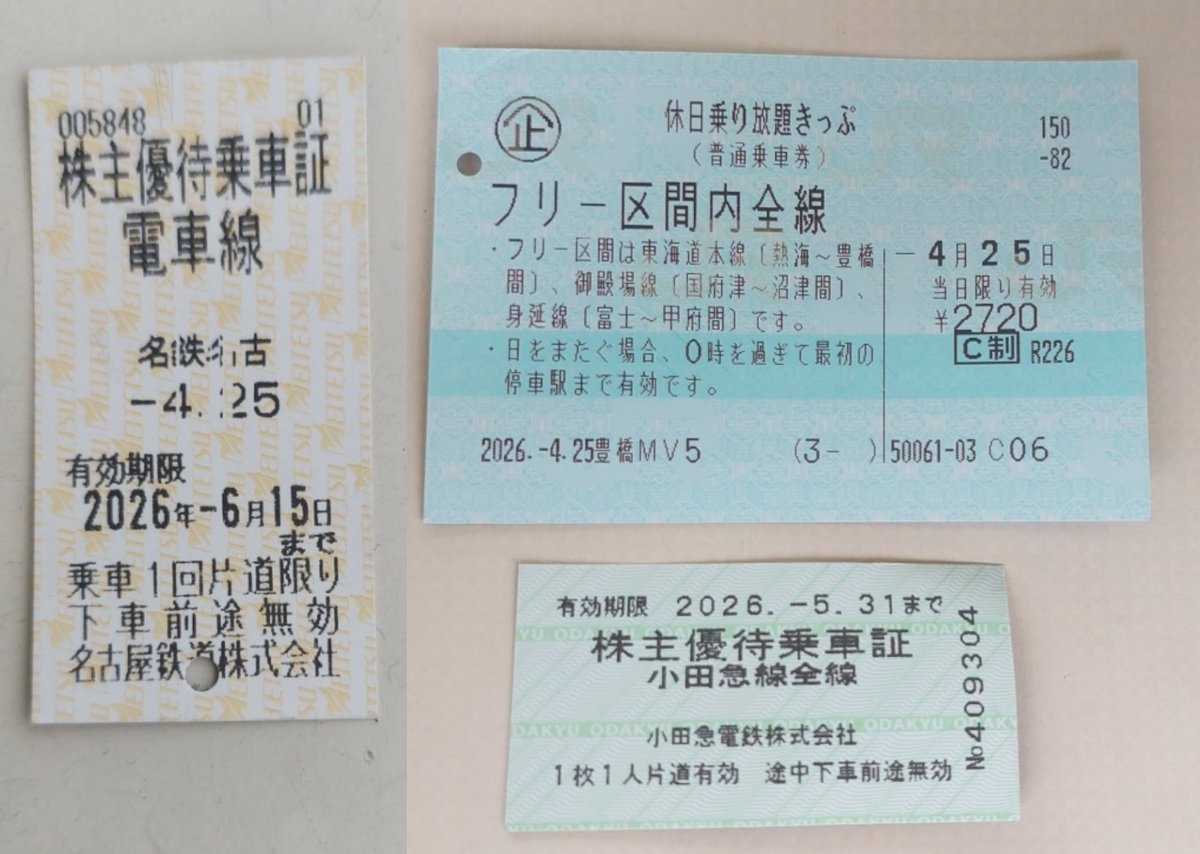 005848 01
株主優待乗車証
電車線
名鉄名古
-4.25
有効期限
2026年-6月15日
まで
乗車1回片道限り
下車前途無効
名古屋鉄道株式会社
企 休日乗り放題きっぷ 150
(普通乗車券) -82
フリー区間内全線
・フリー区間は東海道本線〔熱海~豊橋
間〕、御殿場線〔国府津~沼津間〕、
身延線〔富士~甲府間〕です。
・日をまたぐ場合、0時を過ぎて最初の
停車駅まで有効です。
-4月25日
当日限り有効
¥2720
C制 R226
2026.-4.25豊橋MV5 (3- ) 50061-03 C06
有効期限 2026.-5.31まで
株主優待乗車証
小田急線全線
小田急電鉄株式会社
1枚1人片道有効 途中下車前途無効
№409304
MEITETSU
ODAKYU